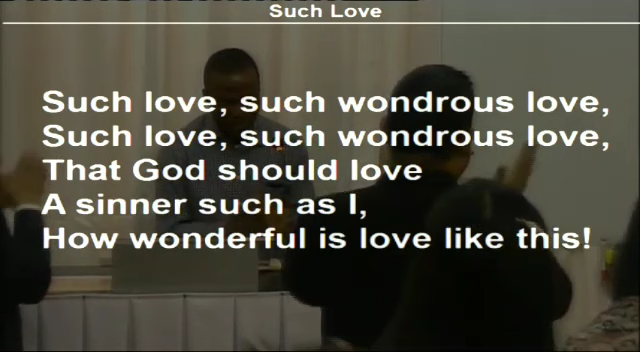 Such Love
Such love, such wondrous love,
Such love, such wondrous love,
That God should love
A sinner such as I,
How wonderful is love like this!